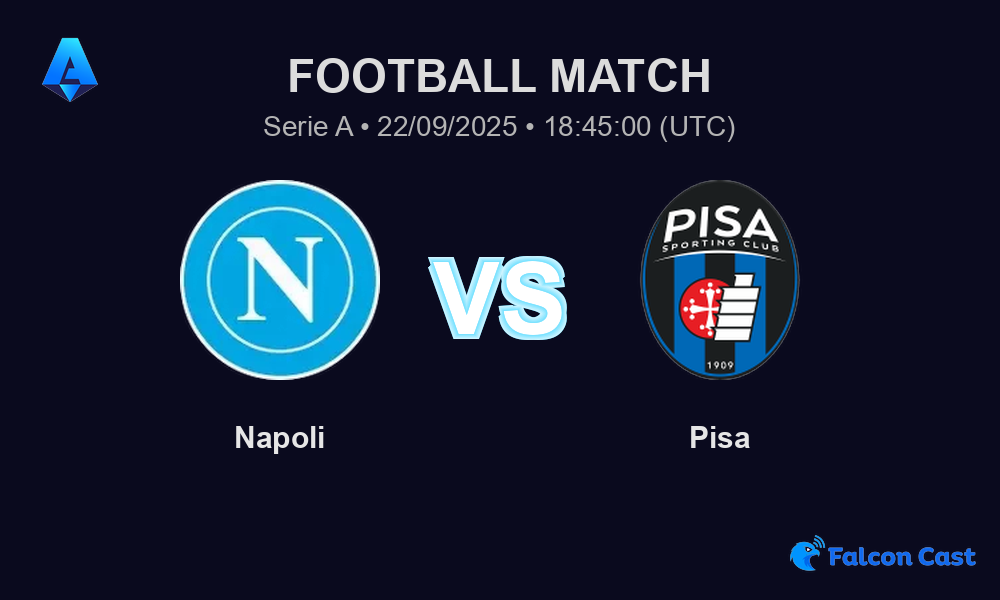 FOOTBALL MATCH
Serie A • 22/09/2025 • 18:45:00 (UTC)
N
VS
PISA
SPORTING CLUB
1909
Napoli
Pisa
Falcon Cast